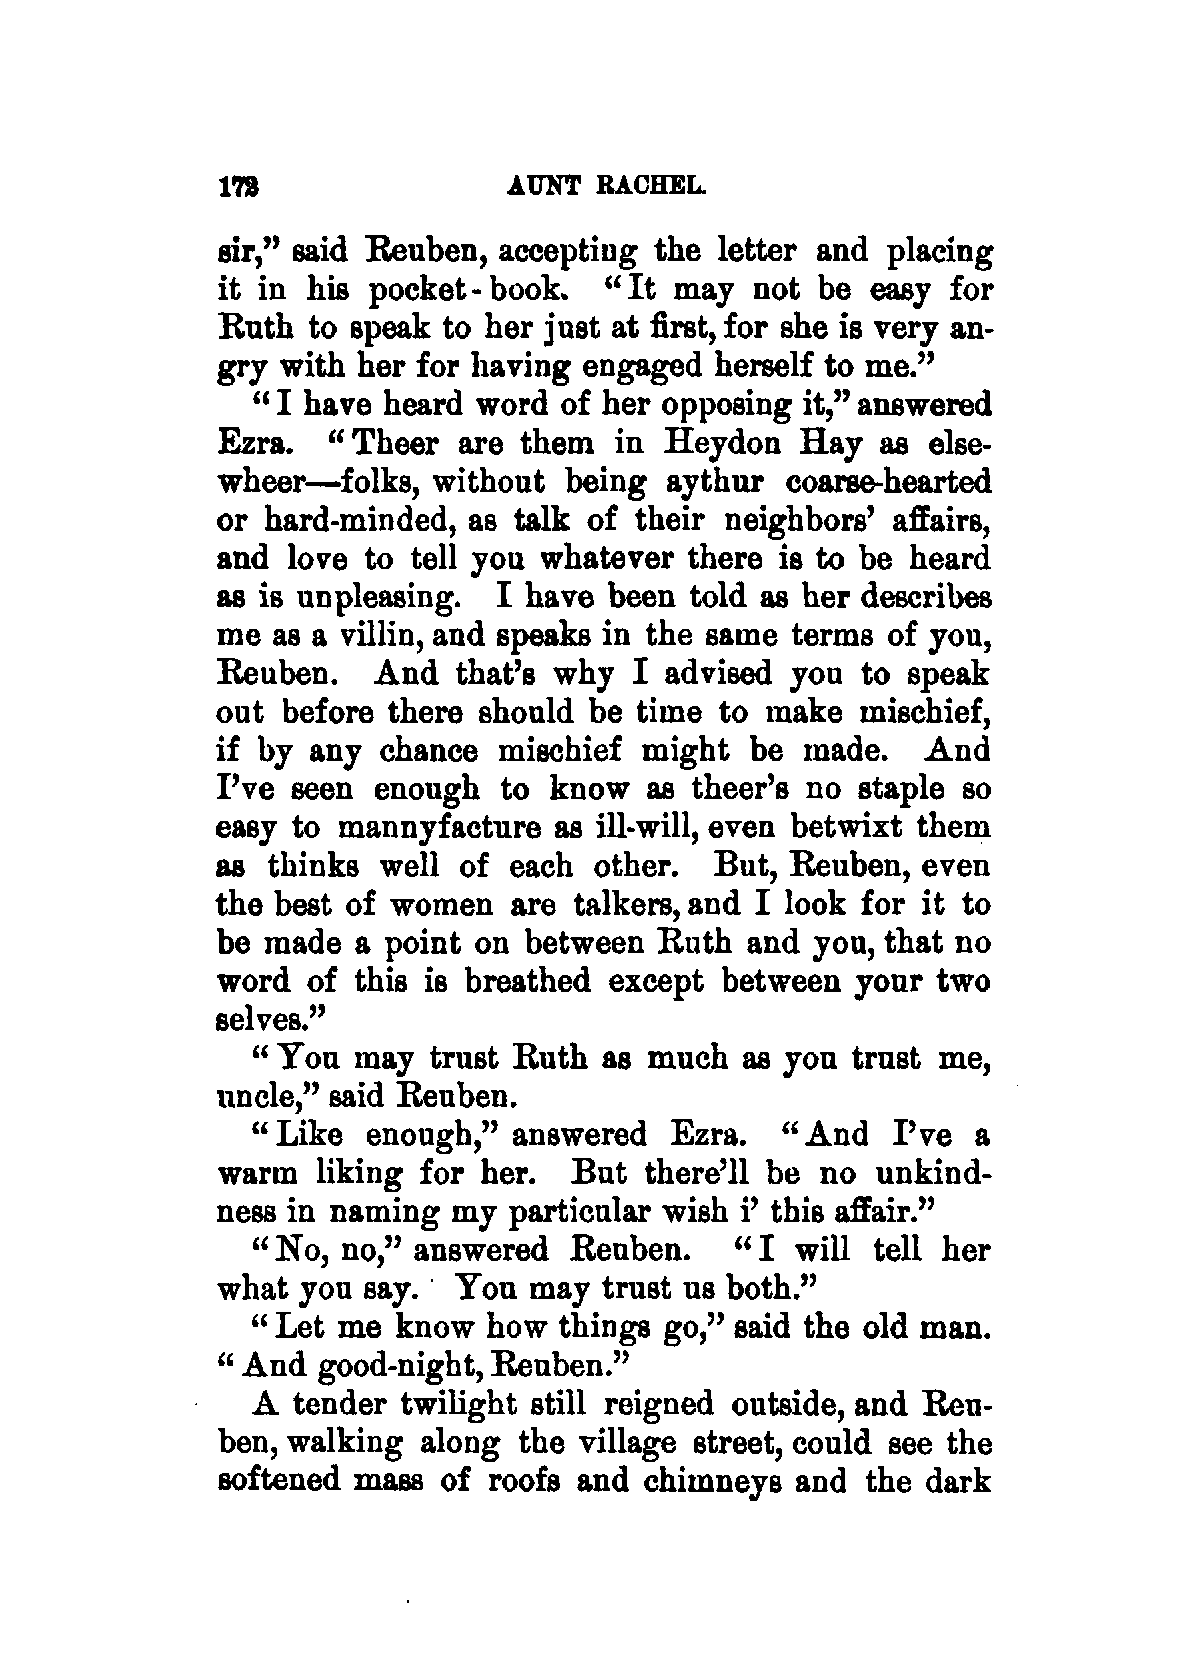 172 AUNT RACHEL.
sir,” said Reuben, accepting the letter and placing
it in his pocket-book. “It may not be easy for
Ruth to speak to her just at first, for she is very an-
gry with her for having engaged herself to me.”
“I have heard word of her opposing it,” answered
Ezra. “Theer are them in Heydon Hay as else-
wheer—folks, without being aythur coarse-hearted
or hard-minded, as talk of their neighbors’ affairs,
and love to tell you whatever there is to be heard
as is unpleasing. I have been told as her describes
me as a villin, and speaks in the same terms of you,
Reuben. And that’s why I advised you to speak
out before there should be time to make mischief,
if by any chance mischief might be made. And
I’ve seen enough to know as theer’s no staple so
easy to mannyfacture as ill-will, even betwixt them
as thinks well of each other. But, Reuben, even
the best of women are talkers, and I look for it to
be made a point on between Ruth and you, that no
word of this is breathed except between your two
selves.”
“You may trust Ruth as much as you trust me,
uncle,” said Reuben.
“Like enough,” answered Ezra. “And I’ve a
warm liking for her. But there’ll be no unkind-
ness in naming my particular wish i’ this affair.”
“No, no,” answered Reuben. “I will tell her
what you say. You may trust us both.”
“Let me know how things go,” said the old man.
“And good-night, Reuben.”
A tender twilight still reigned outside, and Reu-
ben, walking along the village street, could see the
softened mass of roofs and chimneys and the dark